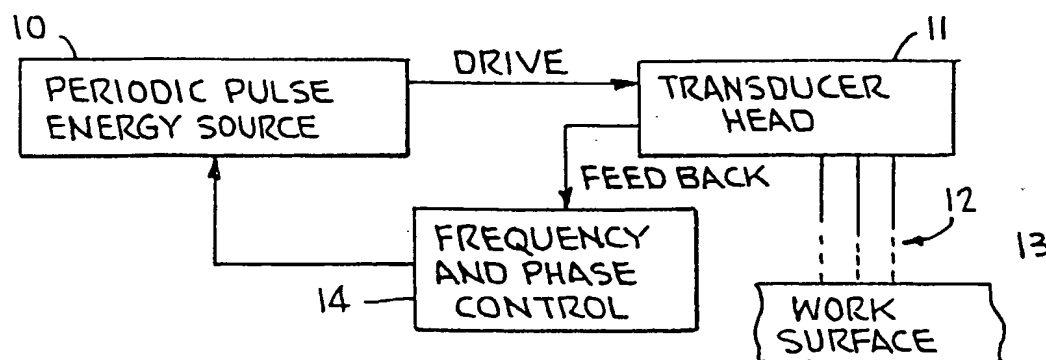 10
PERIODIC PULSE
ENERGY SOURCE
DRIVE
11
TRANSDUCER
HEAD
FEED BACK
14
FREQUENCY
AND PHASE
CONTROL
12
13
WORK
SURFACE